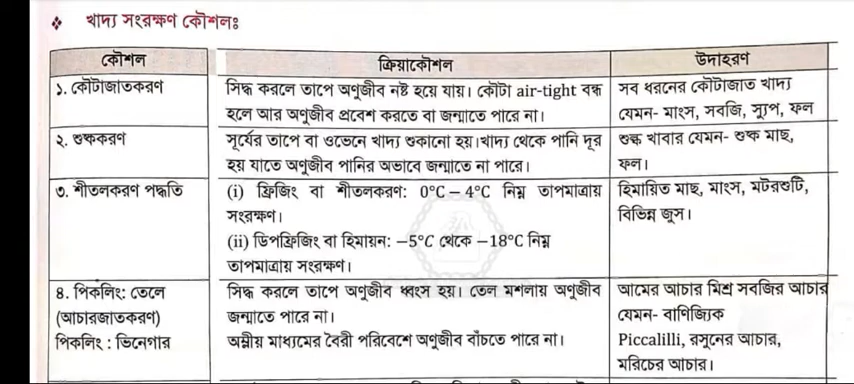 ❖ খাদ্য সংরক্ষণ কৌশলঃ
কৌশল
ক্রিয়াকৌশল
উদাহরণ
১. কৌটাজাতকরণ
সিদ্ধ করলে তাপে অণুজীব নষ্ট হয়ে যায়। কৌটা air-tight বন্ধ
হলে আর অণুজীব প্রবেশ করতে বা জন্মাতে পারে না।
সব ধরনের কৌটাজাত খাদ্য
যেমন- মাংস, সবজি, স্যুপ, ফল
২. শুষ্ককরণ
সূর্যের তাপে বা ওভেনে খাদ্য শুকানো হয়।খাদ্য থেকে পানি দূর
হয় যাতে অণুজীব পানির অভাবে জন্মাতে না পারে।
শুল্ক খাবার যেমন- শুষ্ক মাছ,
ফল।
৩. শীতলকরণ পদ্ধতি
(i) ফ্রিজিং বা শীতলকরণ: 0°C – 4°C নিম্ন তাপমাত্রায়
সংরক্ষণ।
(ii) ডিপফ্রিজিং বা হিমায়ন: –5°C থেকে –18°C নিম্ন
তাপমাত্রায় সংরক্ষণ।
হিমায়িত মাছ, মাংস, মটরশুটি,
বিভিন্ন জুস।
৪. পিকলিং: তেলে
(আচারজাতকরণ)
পিকলিং : ভিনেগার
সিদ্ধ করলে তাপে অণুজীব ধ্বংস হয়। তেল মশলায় অণুজীব
জন্মাতে পারে না।
অম্লীয় মাধ্যমের বৈরী পরিবেশে অণুজীব বাঁচতে পারে না।
আমের আচার মিশ্র সবজির আচার
যেমন- বাণিজ্যিক
Piccalilli, রসুনের আচার,
মরিচের আচার।